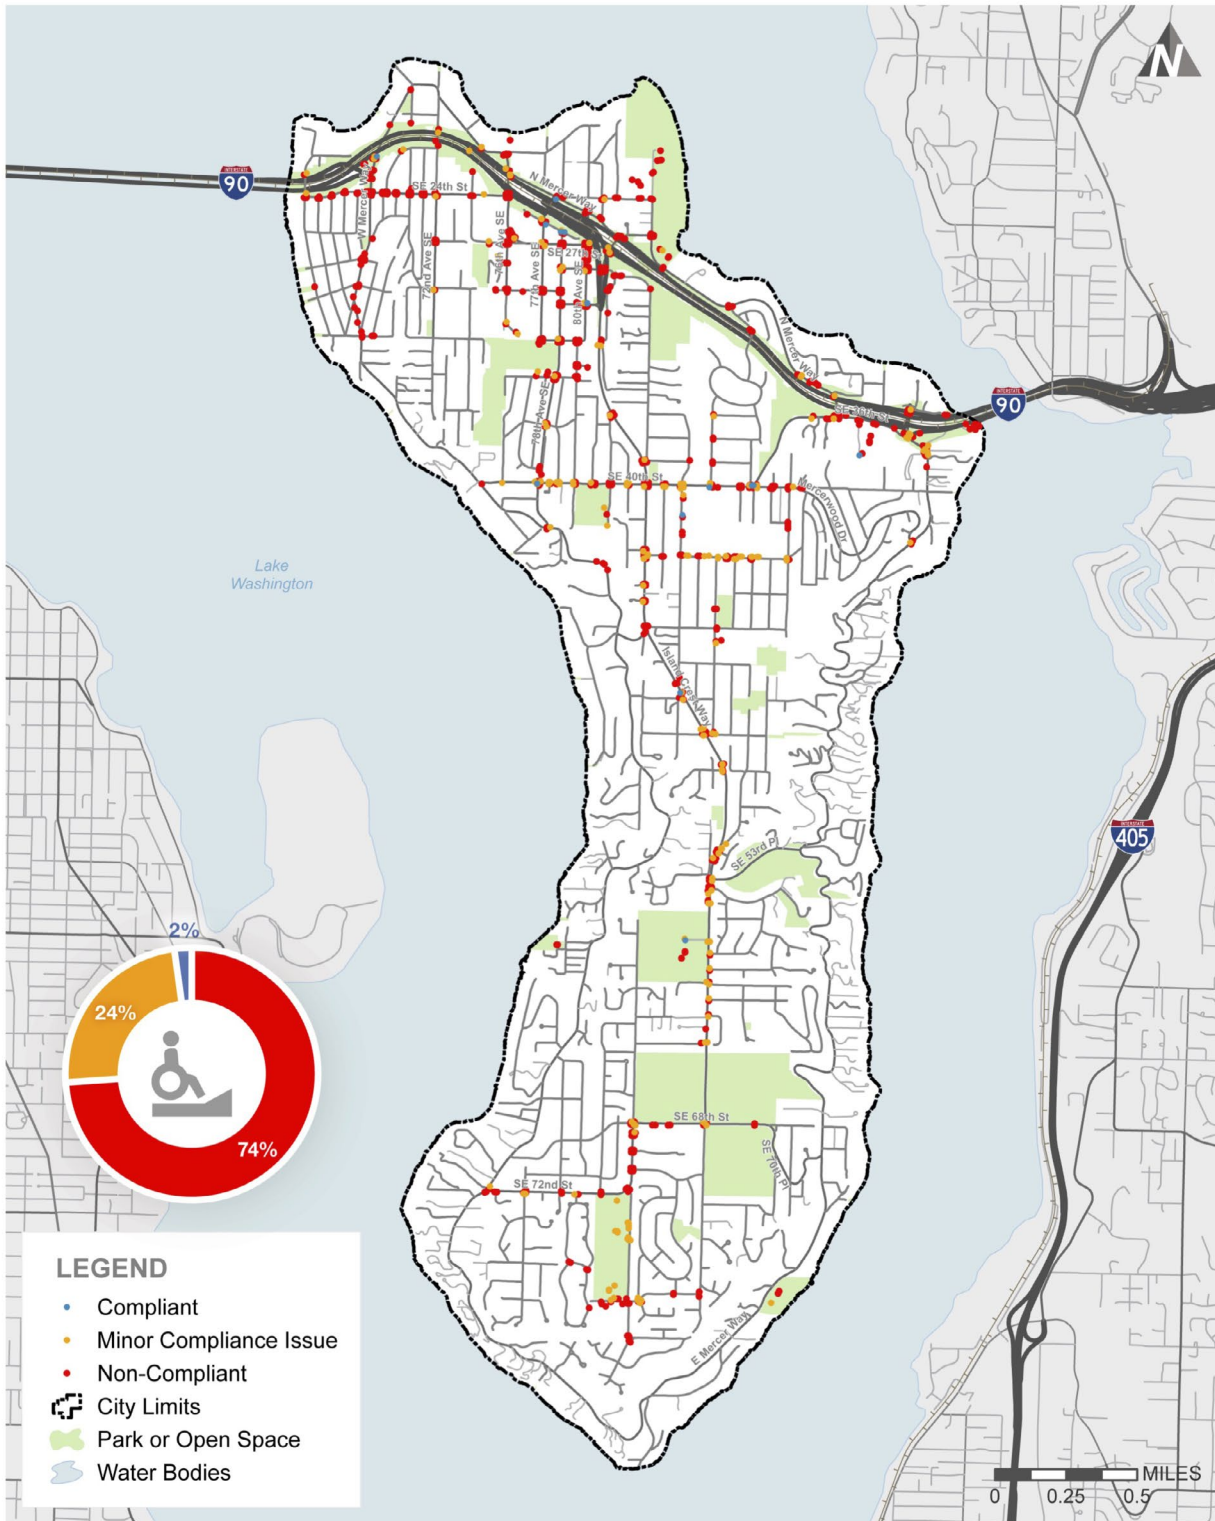 N
INTERSTATE
90
N Mercer Way
SE 24th St
W Mercer Way
72nd Ave SE
76th Ave SE
77th Ave SE
SE 27th St
80th Ave SE
N Mercer Way
INTERSTATE
90
SE 36th St
78th Ave SE
SE 40th St
Mercerwood Dr
Lake
Washington
Island Crest Way
INTERSTATE
405
SE 53rd Pl
2%
24%
74%
SE 68th St
SE 70th Pl
SE 72nd St
E Mercer Way
LEGEND
Compliant
Minor Compliance Issue
Non-Compliant
City Limits
Park or Open Space
Water Bodies
MILES
0 0.25 0.5